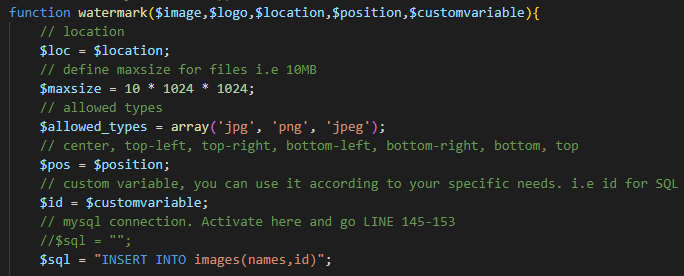 function watermark($image,$logo,$location,$position,$customvariable){
// location
$loc = $location;
// define maxsize for files i.e 10MB
$maxsize = 10 * 1024 * 1024;
// allowed types
$allowed_types = array('jpg', 'png', 'jpeg');
// center, top-left, top-right, bottom-left, bottom-right, bottom, top
$pos = $position;
// custom variable, you can use it according to your specific needs. i.e id for SQL
$id = $customvariable;
// mysql connection. Activate here and go LINE 145-153
//$sql = "";
$sql = "INSERT INTO images(names,id)";